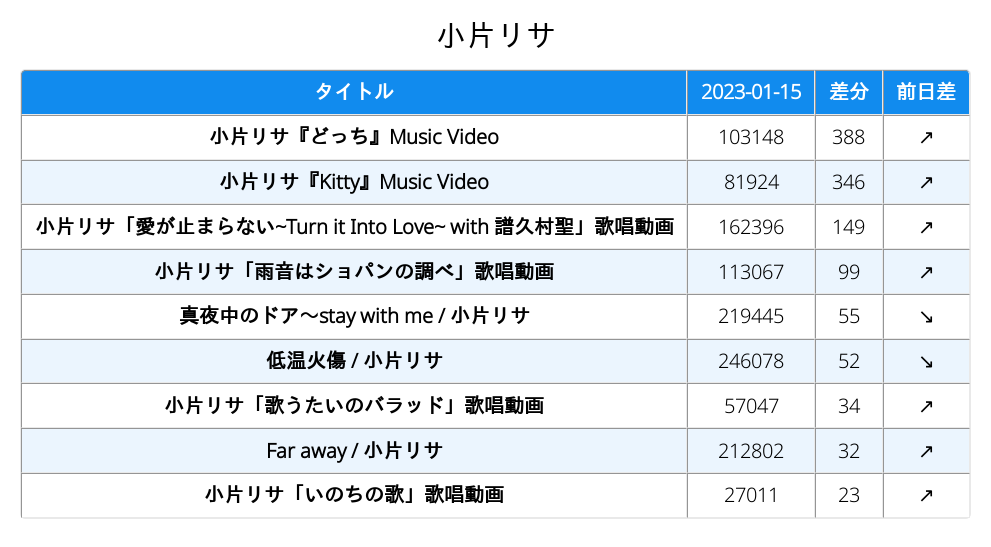 小片リサ
タイトル 2023-01-15 差分 前日差
小片リサ『どっち』Music Video 103148 388 ↗
小片リサ『Kitty』Music Video 81924 346 ↗
小片リサ「愛が止まらない~Turn it Into Love~ with 譜久村聖」歌唱動画 162396 149 ↗
小片リサ「雨音はショパンの調べ」歌唱動画 113067 99 ↗
真夜中のドア〜stay with me / 小片リサ 219445 55 ↘
低温火傷 / 小片リサ 246078 52 ↘
小片リサ「歌うたいのバラッド」歌唱動画 57047 34 ↗
Far away / 小片リサ 212802 32 ↗
小片リサ「いのちの歌」歌唱動画 27011 23 ↗